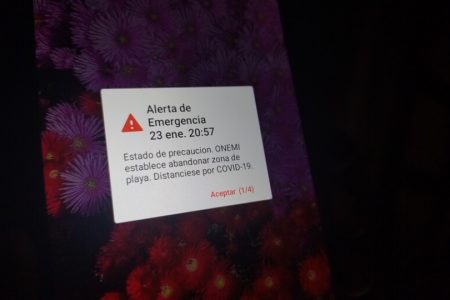 Alerta de
Emergencia
23 ene. 20:57
Estado de precaucion. ONEMI
establece abandonar zona de
playa. Distanciese por COVID-19.
Aceptar (1/4)